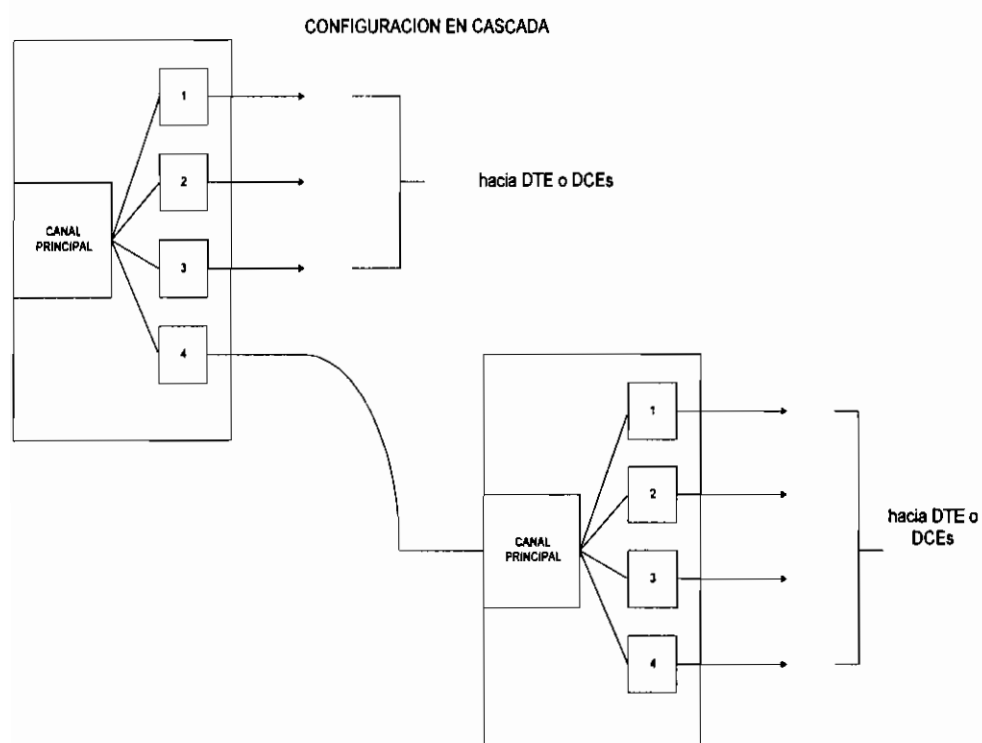 CONFIGURACION EN CASCADA
1
2
3
4
CANAL
PRINCIPAL
hacia DTE o DCEs
1
2
3
4
CANAL
PRINCIPAL
hacia DTE o
DCEs